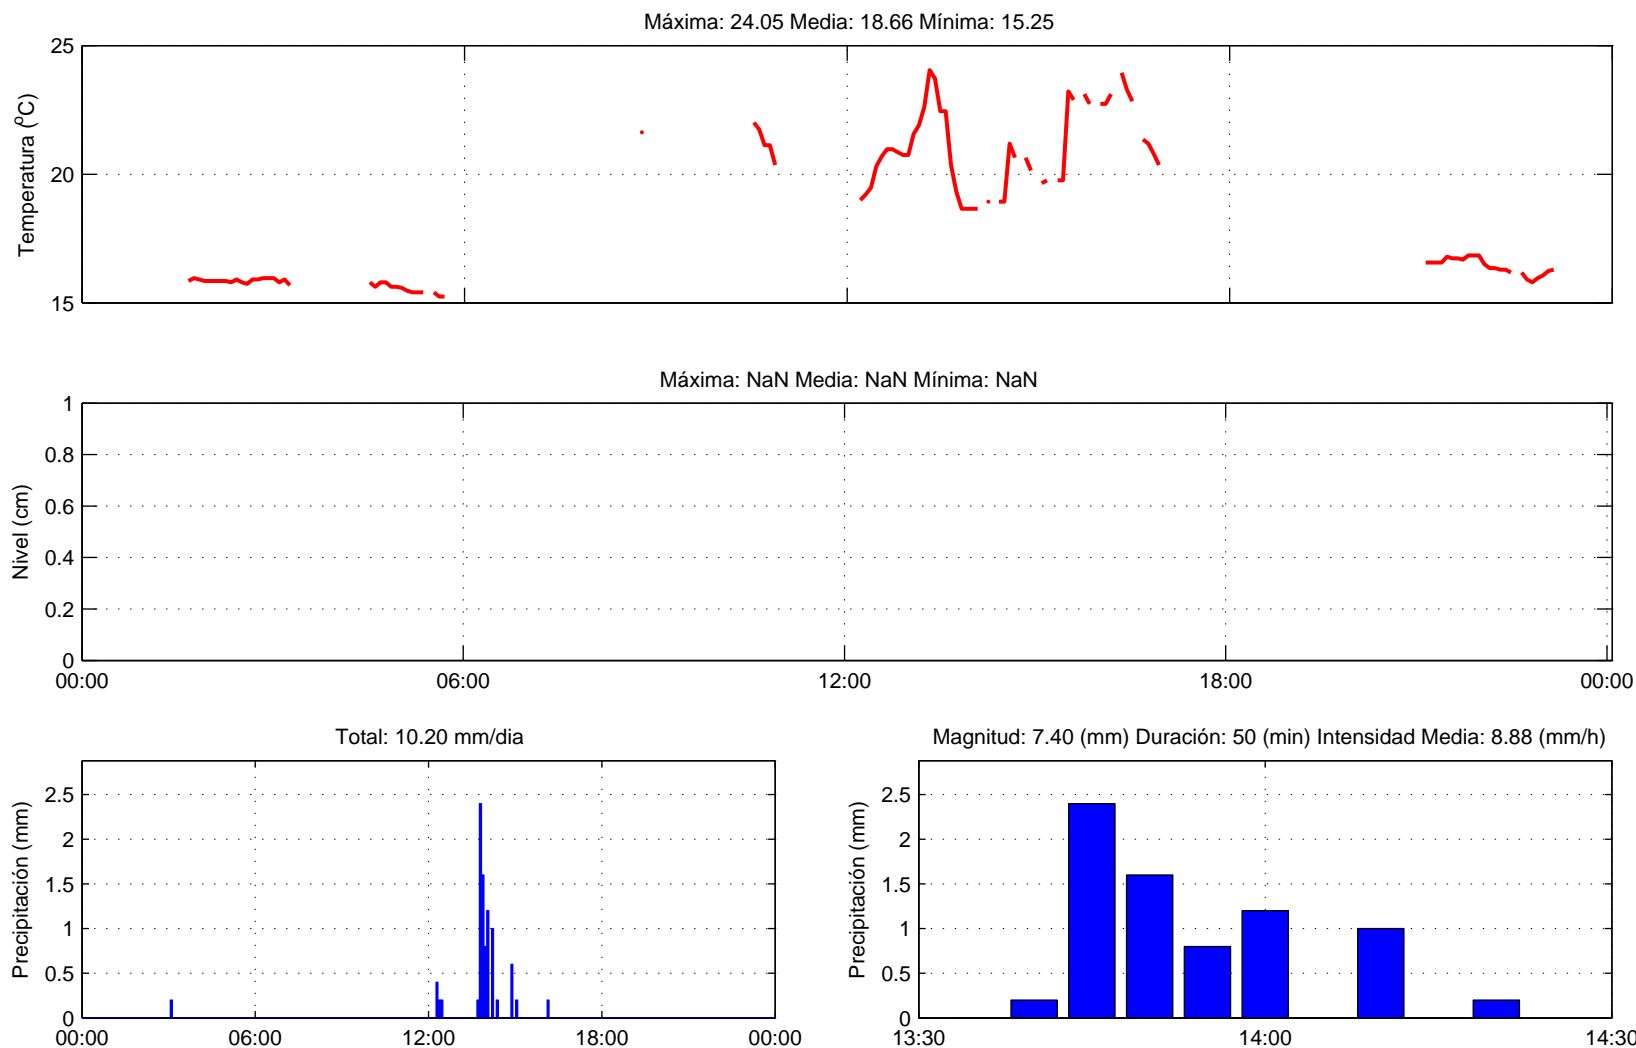 Máxima: 24.05 Media: 18.66 Mínima: 15.25
25
20
15
Temperatura (ºC)
Máxima: NaN Media: NaN Mínima: NaN
1
0.8
0.6
0.4
0.2
0
Nivel (cm)
00:00 06:00 12:00 18:00 00:00
Total: 10.20 mm/dia
2.5
2
1.5
1
0.5
0
Precipitación (mm)
00:00 06:00 12:00 18:00 00:00
Magnitud: 7.40 (mm) Duración: 50 (min) Intensidad Media: 8.88 (mm/h)
2.5
2
1.5
1
0.5
0
Precipitación (mm)
13:30 14:00 14:30